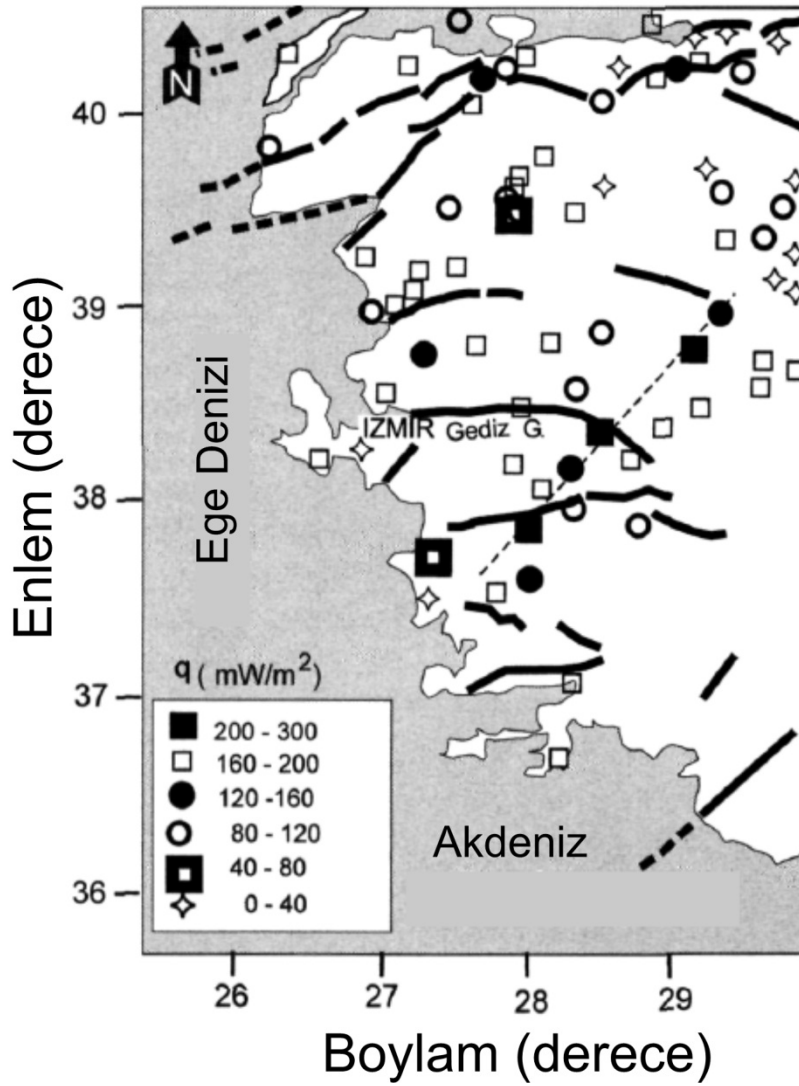 N
40
39
38
37
36
Enlem (derece)
Ege Denizi
IZMIR Gediz G.
q ( mW/m²)
200 - 300
160 - 200
120 -160
80 - 120
40 - 80
0 - 40
Akdeniz
26 27 28 29
Boylam (derece)